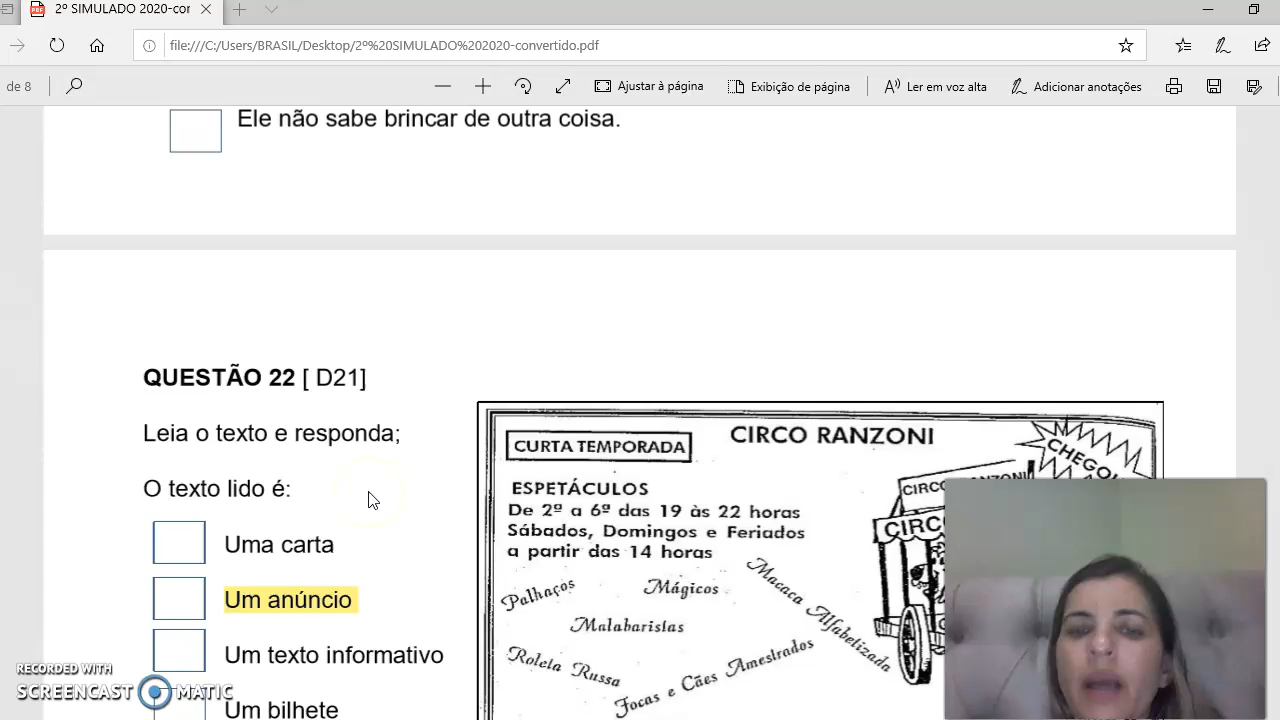 2º SIMULADO 2020-cor
file:///C:/Users/BRASIL/Desktop/2º%20SIMULADO%202020-convertido.pdf
de 8
Ajustar à página
Exibição de página
Ler em voz alta
Adicionar anotações
Ele não sabe brincar de outra coisa.
QUESTÃO 22 [ D21]
Leia o texto e responda;
O texto lido é:
Uma carta
Um anúncio
Um texto informativo
Um bilhete
CURTA TEMPORADA
CIRCO RANZONI
CHEGOU
ESPETÁCULOS
De 2ª a 6ª das 19 às 22 horas
Sábados, Domingos e Feriados
a partir das 14 horas
Palhaços
Mágicos
Macaca Alfabetizada
Malabaristas
Roleta Russa
Focas e Cães Amestrados
RECORDED WITH
SCREENCAST MATIC